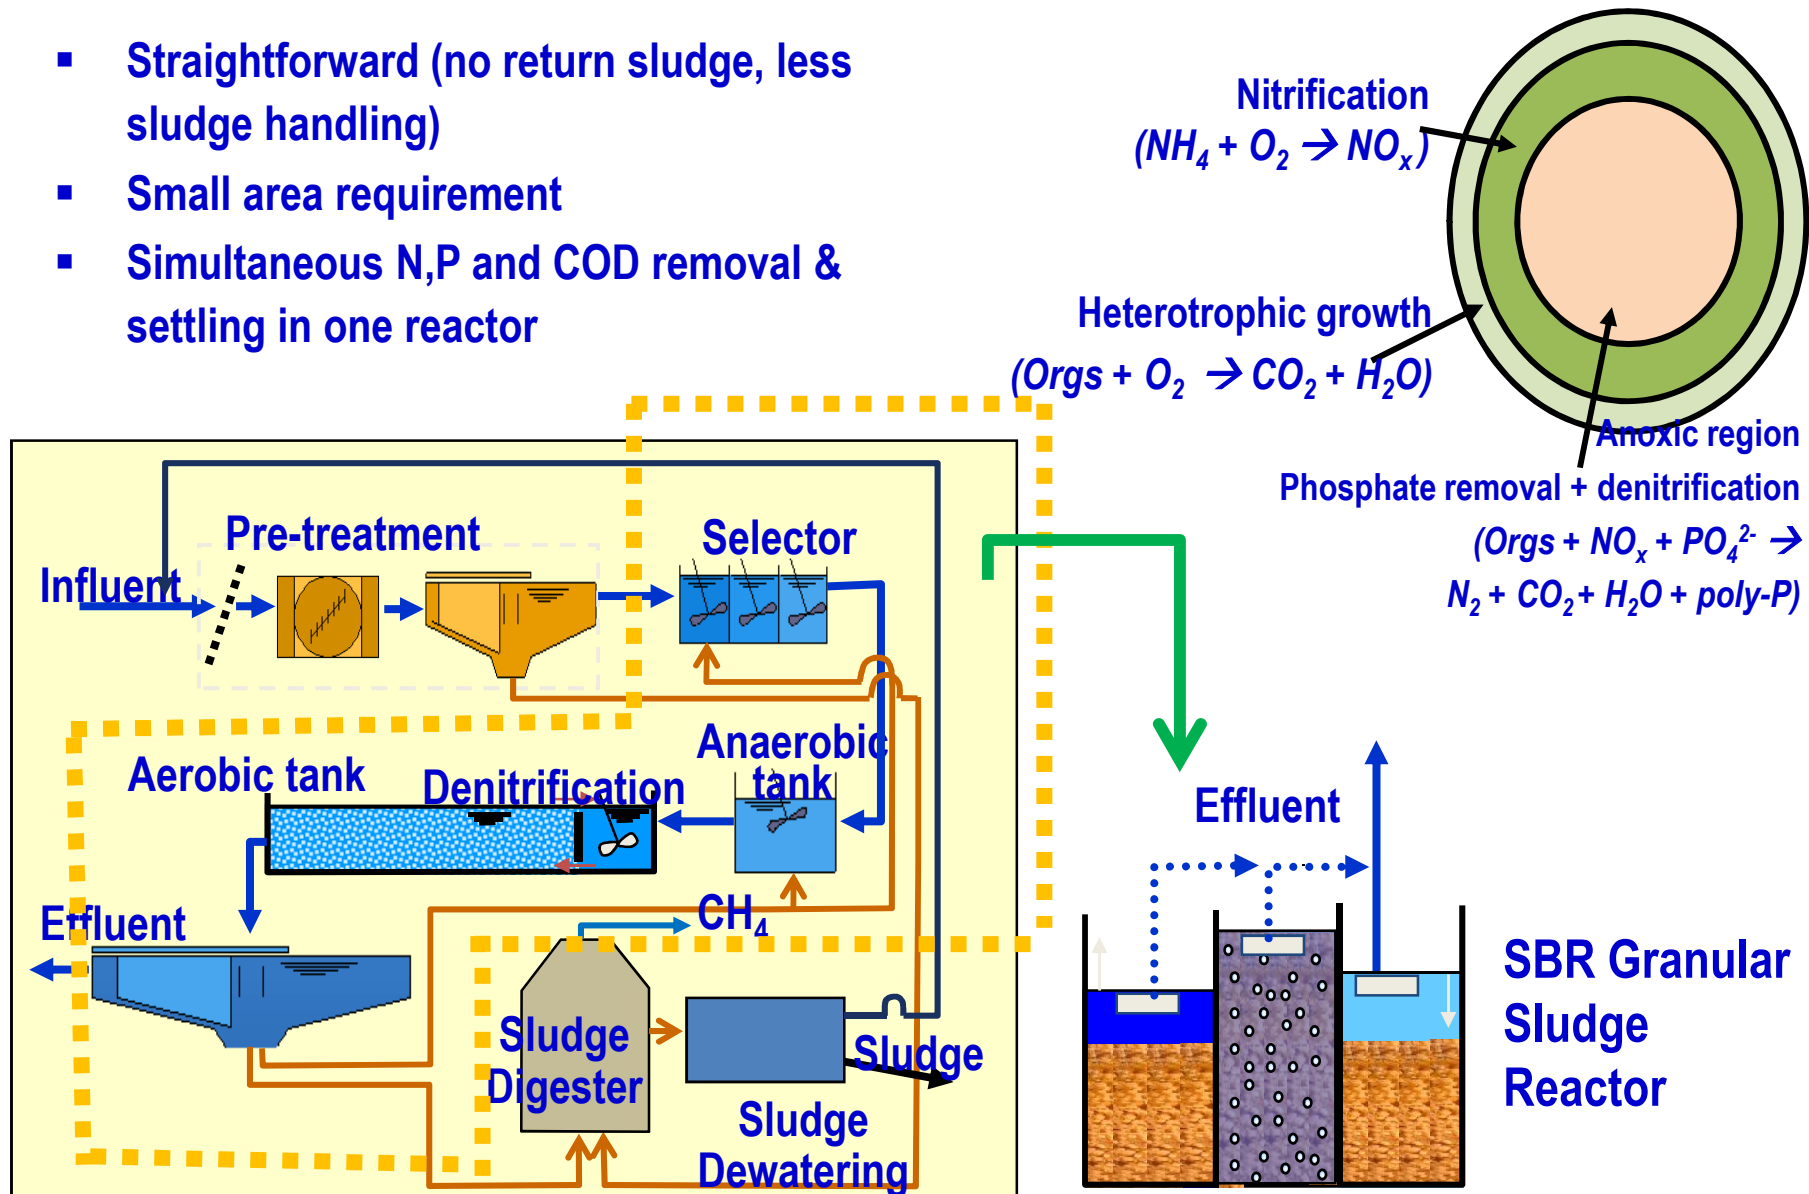 ▪ Straightforward (no return sludge, less
sludge handling)
▪ Small area requirement
▪ Simultaneous N,P and COD removal &
settling in one reactor
Nitrification
(NH₄ + O₂ → NOₓ)
Heterotrophic growth
(Orgs + O₂ → CO₂ + H₂O)
Anoxic region
Phosphate removal + denitrification
(Orgs + NOₓ + PO₄²⁻ →
N₂ + CO₂ + H₂O + poly-P)
Pre-treatment
Selector
Influent
Anaerobic
tank
Aerobic tank
Denitrification
Effluent
CH₄
Sludge
Digester
Sludge
Sludge
Dewatering
Effluent
SBR Granular
Sludge
Reactor